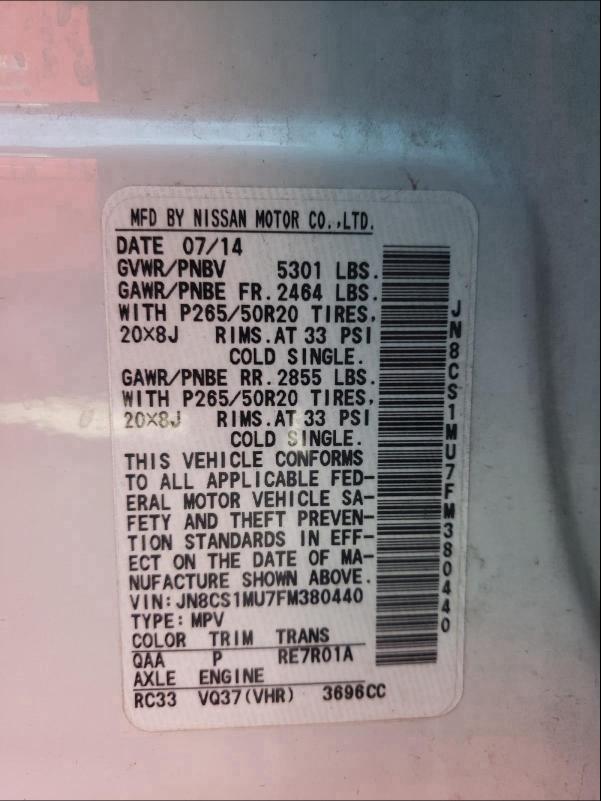 MFD BY NISSAN MOTOR CO.,LTD.
DATE 07/14
GVWR/PNBV 5301 LBS.
GAWR/PNBE FR. 2464 LBS.
WITH P265/50R20 TIRES,
20X8J RIMS.AT 33 PSI
COLD SINGLE.
GAWR/PNBE RR. 2855 LBS.
WITH P265/50R20 TIRES,
20X8J RIMS.AT 33 PSI
COLD SINGLE.
THIS VEHICLE CONFORMS
TO ALL APPLICABLE FED-
ERAL MOTOR VEHICLE SA-
FETY AND THEFT PREVEN-
TION STANDARDS IN EFF-
ECT ON THE DATE OF MA-
NUFACTURE SHOWN ABOVE.
VIN:JN8CS1MU7FM380440
TYPE:MPV
COLOR TRIM TRANS
QAA P RE7R01A
AXLE ENGINE
RC33 VQ37(VHR) 3696CC
JN8CS1MU7FM380440